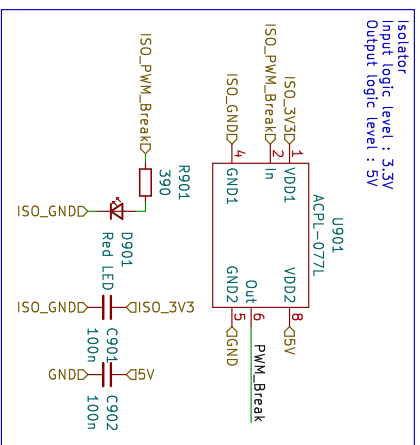 Isolator
Input logic level : 3.3V
Output logic level : 5V
U901
ACPL-077L
ISO_3V3
1
VDD1
VDD2
8
5V
ISO_PWM_Break
2
In
Out
6
PWM_Break
ISO_GND
4
GND1
GND2
5
GND
ISO_PWM_Break
R901
390
D901
Red LED
ISO_GND
ISO_3V3
C901
100n
ISO_GND
5V
C902
100n
GND